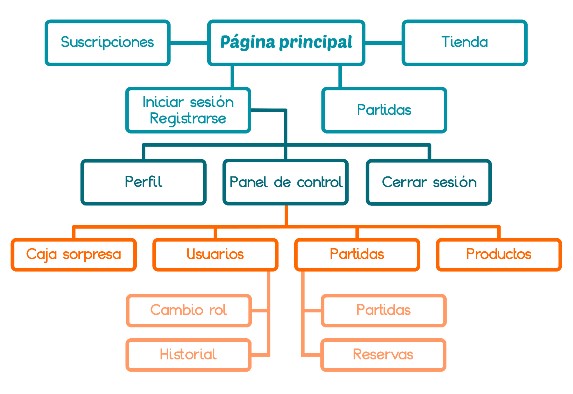 Suscripciones
Página principal
Tienda
Iniciar sesión
Registrarse
Partidas
Perfil
Panel de control
Cerrar sesión
Caja sorpresa
Usuarios
Partidas
Productos
Cambio rol
Partidas
Historial
Reservas